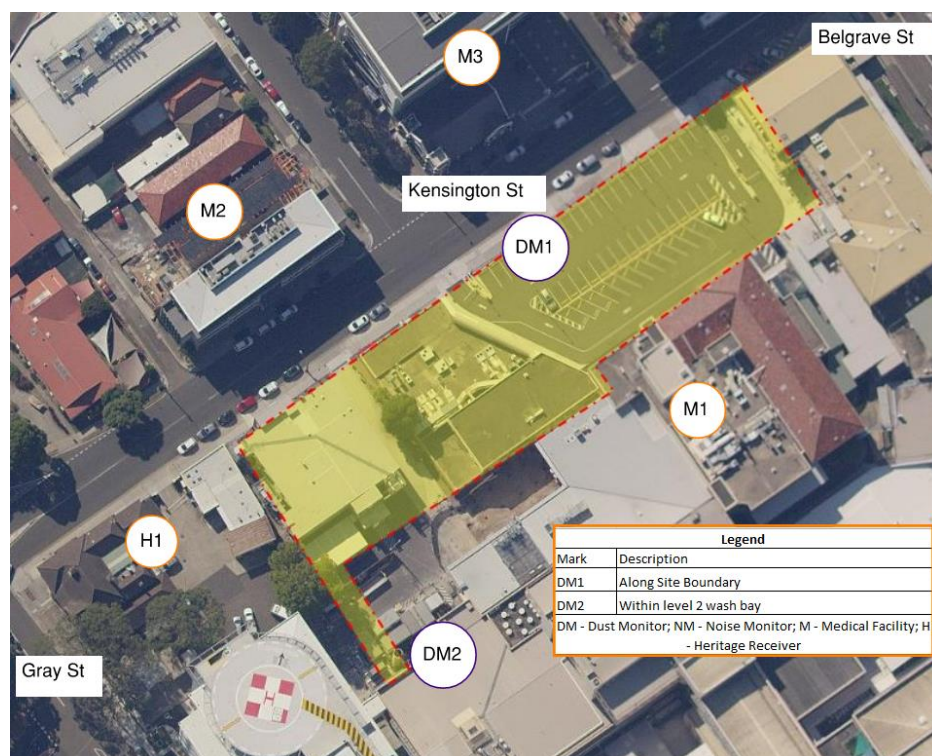 Belgrave St
M3
Kensington St
M2
DM1
M1
H1
Legend
Mark Description
DM1 Along Site Boundary
DM2 Within level 2 wash bay
DM - Dust Monitor; NM - Noise Monitor; M - Medical Facility; H
- Heritage Receiver
DM2
Gray St
H